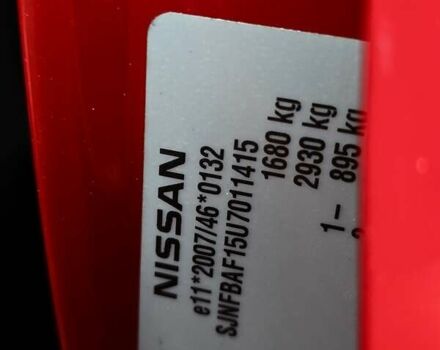 NISSAN
e11*2007/46*0132
SJNFBAF15U7011415
1680 kg
2930 kg
1– 895 kg